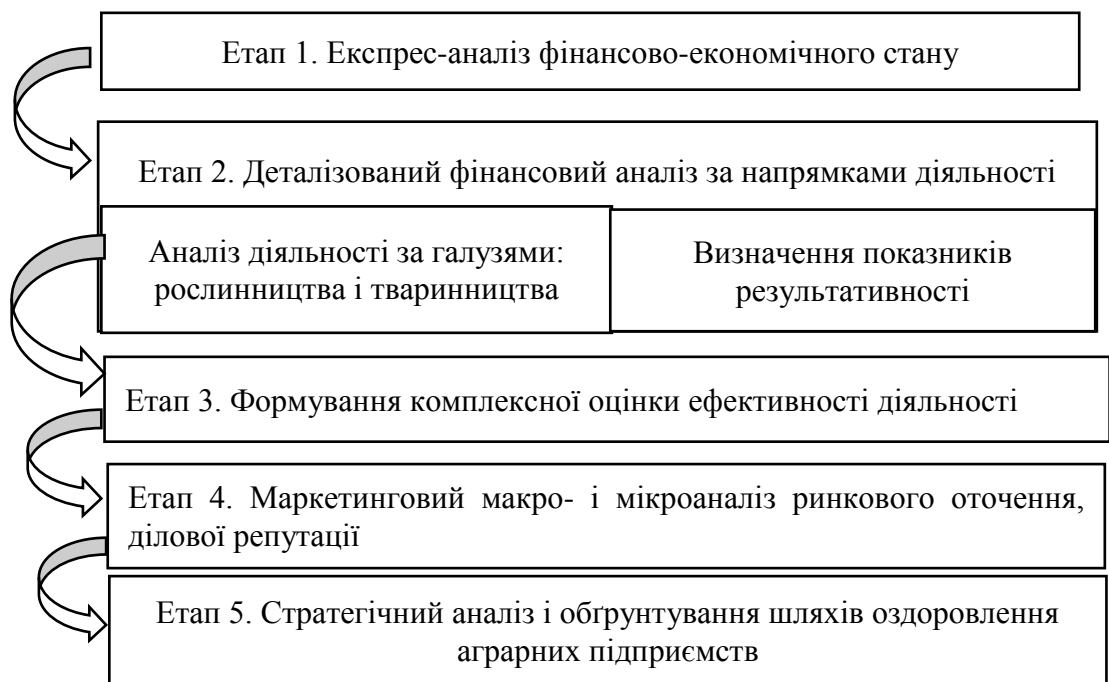 Етап 1. Експрес-аналіз фінансово-економічного стану
Етап 2. Деталізований фінансовий аналіз за напрямками діяльності
Аналіз діяльності за галузями:
рослинництва і тваринництва
Визначення показників
результативності
Етап 3. Формування комплексної оцінки ефективності діяльності
Етап 4. Маркетинговий макро- і мікроаналіз ринкового оточення,
ділової репутації
Етап 5. Стратегічний аналіз і обґрунтування шляхів оздоровлення
аграрних підприємств